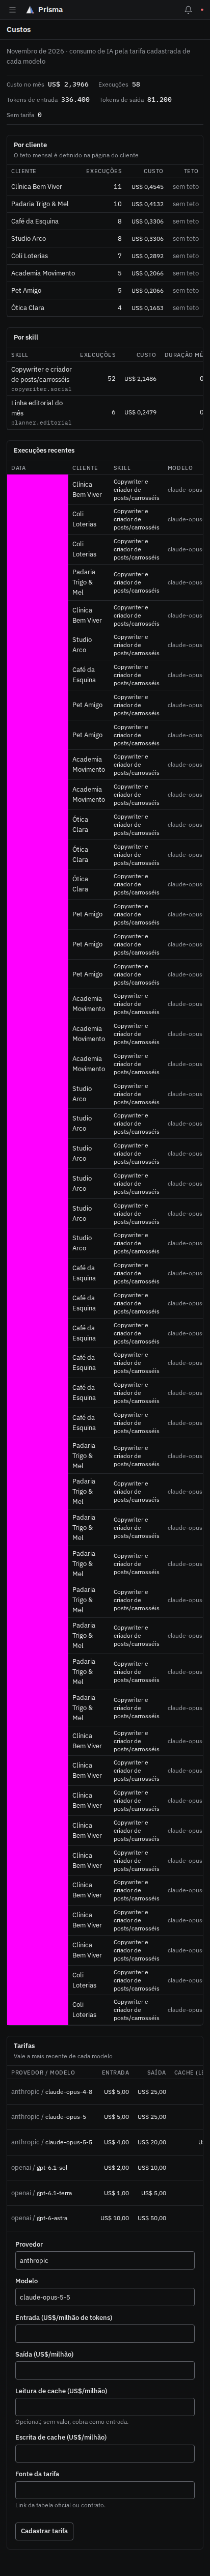 Prisma
Custos
Novembro de 2026 · consumo de IA pela tarifa cadastrada de
cada modelo
Custo no mês US$ 2,3966 Execuções 58
Tokens de entrada 336.400 Tokens de saída 81.200
Sem tarifa 0
Por cliente
O teto mensal é definido na página do cliente
CLIENTE EXECUÇÕES CUSTO TETO
Clínica Bem Viver 11 US$ 0,4545 sem teto
Padaria Trigo & Mel 10 US$ 0,4132 sem teto
Café da Esquina 8 US$ 0,3306 sem teto
Studio Arco 8 US$ 0,3306 sem teto
Coli Loterias 7 US$ 0,2892 sem teto
Academia Movimento 5 US$ 0,2066 sem teto
Pet Amigo 5 US$ 0,2066 sem teto
Ótica Clara 4 US$ 0,1653 sem teto
Por skill
SKILL EXECUÇÕES CUSTO DURAÇÃO MÉ
Copywriter e criador
de posts/carrosséis
copywriter.social
52 US$ 2,1486
Linha editorial do
mês
planner.editorial
6 US$ 0,2479
Execuções recentes
DATA CLIENTE SKILL MODELO
Clínica
Bem Viver
Copywriter e
criador de
posts/carrosséis
claude-opus
Coli
Loterias
Copywriter e
criador de
posts/carrosséis
claude-opus
Coli
Loterias
Copywriter e
criador de
posts/carrosséis
claude-opus
Padaria
Trigo &
Mel
Copywriter e
criador de
posts/carrosséis
claude-opus
Clínica
Bem Viver
Copywriter e
criador de
posts/carrosséis
claude-opus
Studio
Arco
Copywriter e
criador de
posts/carrosséis
claude-opus
Café da
Esquina
Copywriter e
criador de
posts/carrosséis
claude-opus
Pet Amigo
Copywriter e
criador de
posts/carrosséis
claude-opus
Pet Amigo
Copywriter e
criador de
posts/carrosséis
claude-opus
Academia
Movimento
Copywriter e
criador de
posts/carrosséis
claude-opus
Academia
Movimento
Copywriter e
criador de
posts/carrosséis
claude-opus
Ótica
Clara
Copywriter e
criador de
posts/carrosséis
claude-opus
Ótica
Clara
Copywriter e
criador de
posts/carrosséis
claude-opus
Ótica
Clara
Copywriter e
criador de
posts/carrosséis
claude-opus
Pet Amigo
Copywriter e
criador de
posts/carrosséis
claude-opus
Pet Amigo
Copywriter e
criador de
posts/carrosséis
claude-opus
Pet Amigo
Copywriter e
criador de
posts/carrosséis
claude-opus
Academia
Movimento
Copywriter e
criador de
posts/carrosséis
claude-opus
Academia
Movimento
Copywriter e
criador de
posts/carrosséis
claude-opus
Academia
Movimento
Copywriter e
criador de
posts/carrosséis
claude-opus
Studio
Arco
Copywriter e
criador de
posts/carrosséis
claude-opus
Studio
Arco
Copywriter e
criador de
posts/carrosséis
claude-opus
Studio
Arco
Copywriter e
criador de
posts/carrosséis
claude-opus
Studio
Arco
Copywriter e
criador de
posts/carrosséis
claude-opus
Studio
Arco
Copywriter e
criador de
posts/carrosséis
claude-opus
Studio
Arco
Copywriter e
criador de
posts/carrosséis
claude-opus
Café da
Esquina
Copywriter e
criador de
posts/carrosséis
claude-opus
Café da
Esquina
Copywriter e
criador de
posts/carrosséis
claude-opus
Café da
Esquina
Copywriter e
criador de
posts/carrosséis
claude-opus
Café da
Esquina
Copywriter e
criador de
posts/carrosséis
claude-opus
Café da
Esquina
Copywriter e
criador de
posts/carrosséis
claude-opus
Café da
Esquina
Copywriter e
criador de
posts/carrosséis
claude-opus
Padaria
Trigo &
Mel
Copywriter e
criador de
posts/carrosséis
claude-opus
Padaria
Trigo &
Mel
Copywriter e
criador de
posts/carrosséis
claude-opus
Padaria
Trigo &
Mel
Copywriter e
criador de
posts/carrosséis
claude-opus
Padaria
Trigo &
Mel
Copywriter e
criador de
posts/carrosséis
claude-opus
Padaria
Trigo &
Mel
Copywriter e
criador de
posts/carrosséis
claude-opus
Padaria
Trigo &
Mel
Copywriter e
criador de
posts/carrosséis
claude-opus
Padaria
Trigo &
Mel
Copywriter e
criador de
posts/carrosséis
claude-opus
Padaria
Trigo &
Mel
Copywriter e
criador de
posts/carrosséis
claude-opus
Clínica
Bem Viver
Copywriter e
criador de
posts/carrosséis
claude-opus
Clínica
Bem Viver
Copywriter e
criador de
posts/carrosséis
claude-opus
Clínica
Bem Viver
Copywriter e
criador de
posts/carrosséis
claude-opus
Clínica
Bem Viver
Copywriter e
criador de
posts/carrosséis
claude-opus
Clínica
Bem Viver
Copywriter e
criador de
posts/carrosséis
claude-opus
Clínica
Bem Viver
Copywriter e
criador de
posts/carrosséis
claude-opus
Clínica
Bem Viver
Copywriter e
criador de
posts/carrosséis
claude-opus
Clínica
Bem Viver
Copywriter e
criador de
posts/carrosséis
claude-opus
Coli
Loterias
Copywriter e
criador de
posts/carrosséis
claude-opus
Coli
Loterias
Copywriter e
criador de
posts/carrosséis
claude-opus
Tarifas
Vale a mais recente de cada modelo
PROVEDOR / MODELO ENTRADA SAÍDA CACHE (LE
anthropic / claude-opus-4-8 US$ 5,00 US$ 25,00
anthropic / claude-opus-5 US$ 5,00 US$ 25,00
anthropic / claude-opus-5-5 US$ 4,00 US$ 20,00 U
openai / gpt-6.1-sol US$ 2,00 US$ 10,00
openai / gpt-6.1-terra US$ 1,00 US$ 5,00
openai / gpt-6-astra US$ 10,00 US$ 50,00
Provedor
anthropic
Modelo
claude-opus-5-5
Entrada (US$/milhão de tokens)
Saída (US$/milhão)
Leitura de cache (US$/milhão)
Opcional; sem valor, cobra como entrada.
Escrita de cache (US$/milhão)
Fonte da tarifa
Link da tabela oficial ou contrato.
Cadastrar tarifa